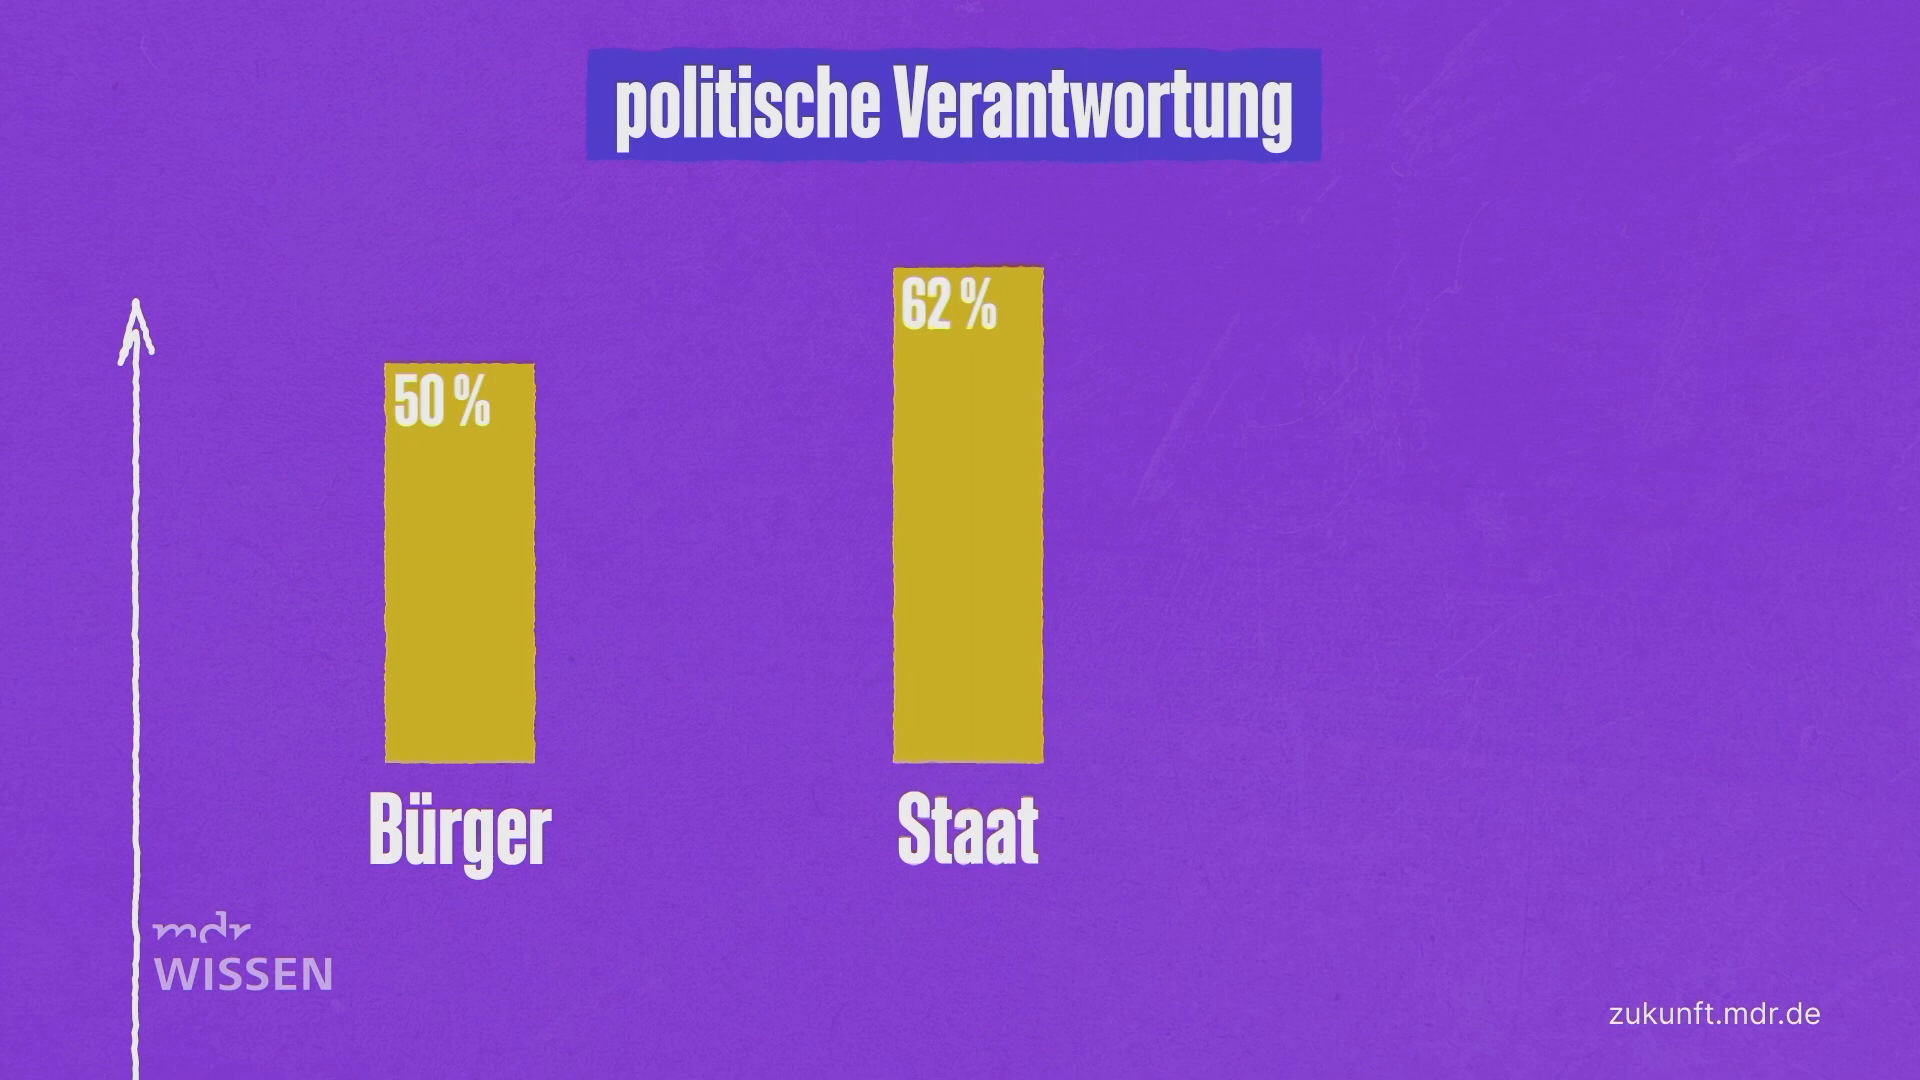 politische Verantwortung
62 %
50 %
Bürger
Staat
mdr
WISSEN
zukunft.mdr.de